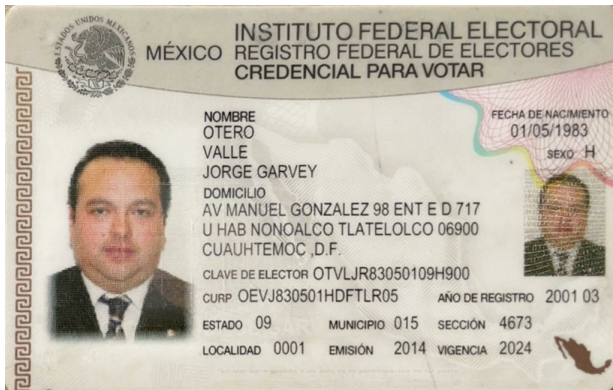 ESTADOS UNIDOS MEXICANOS
MÉXICO
INSTITUTO FEDERAL ELECTORAL
REGISTRO FEDERAL DE ELECTORES
CREDENCIAL PARA VOTAR
NOMBRE
OTERO
VALLE
JORGE GARVEY
FECHA DE NACIMIENTO
01/05/1983
SEXO H
DOMICILIO
AV MANUEL GONZALEZ 98 ENT E D 717
U HAB NONOALCO TLATELOLCO 06900
CUAUHTEMOC ,D.F.
CLAVE DE ELECTOR OTVLJR83050109H900
CURP OEVJ830501HDFTLR05 AÑO DE REGISTRO 2001 03
ESTADO 09 MUNICIPIO 015 SECCIÓN 4673
LOCALIDAD 0001 EMISIÓN 2014 VIGENCIA 2024